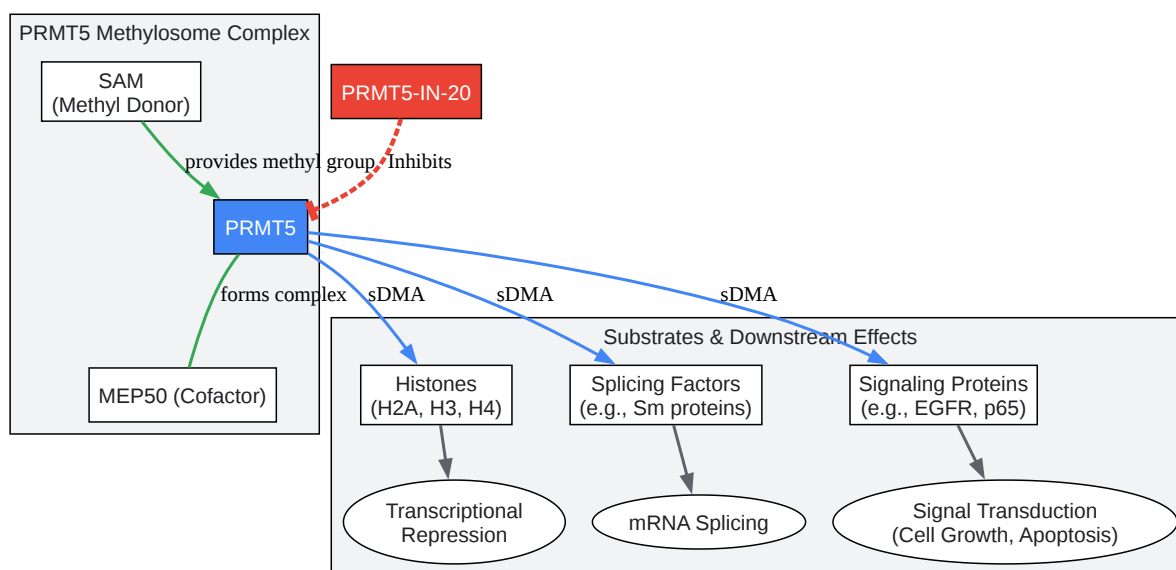 PRMT5 Methylosome Complex
SAM
(Methyl Donor)
PRMT5-IN-20
provides methyl group
Inhibits
PRMT5
forms complex
sDMA
sDMA
sDMA
MEP50 (Cofactor)
Substrates & Downstream Effects
Histones
(H2A, H3, H4)
Splicing Factors
(e.g., Sm proteins)
Signaling Proteins
(e.g., EGFR, p65)
Transcriptional
Repression
mRNA Splicing
Signal Transduction
(Cell Growth, Apoptosis)